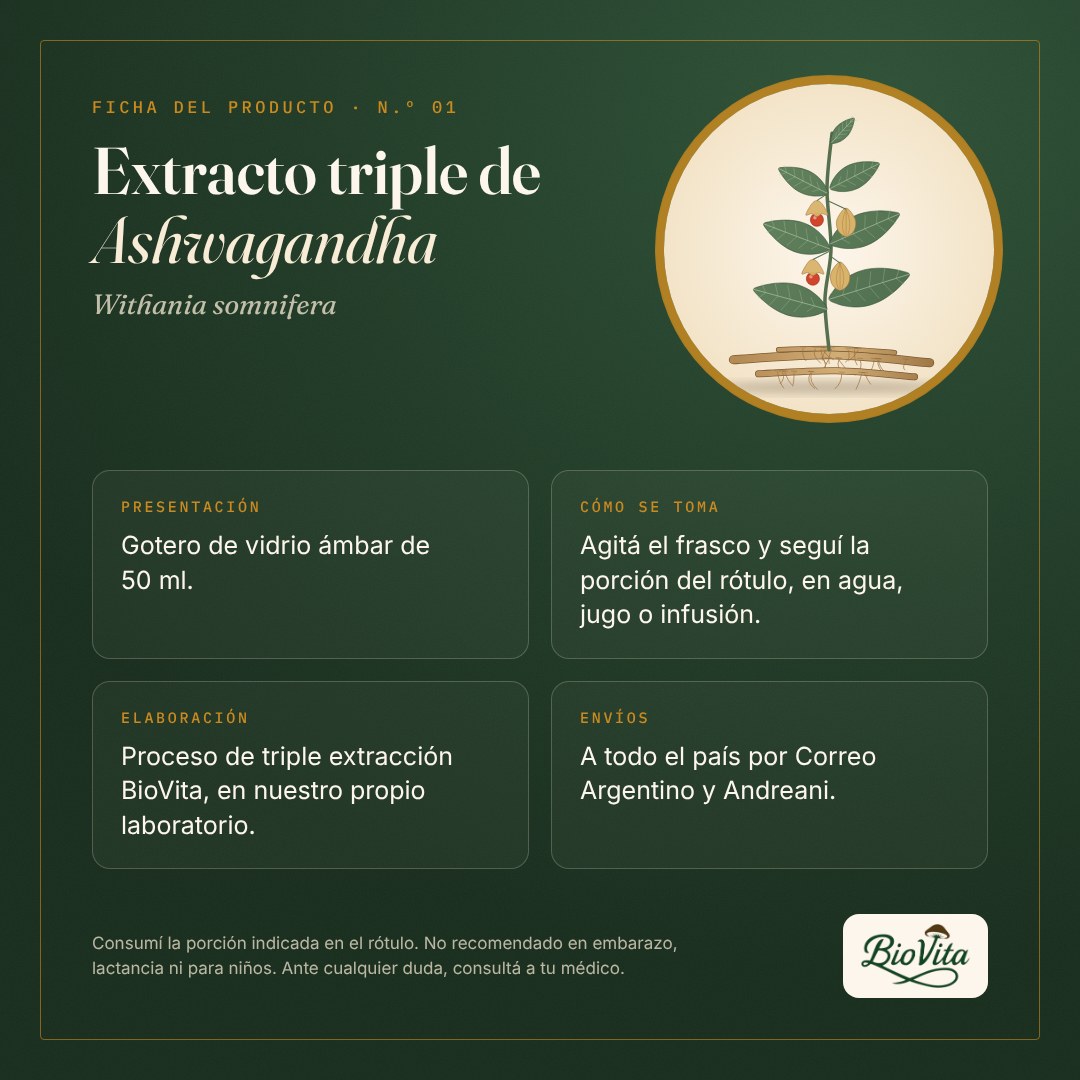 FICHA DEL PRODUCTO · N.º 01
Extracto triple de
Ashwagandha
Withania somnifera
PRESENTACIÓN
Gotero de vidrio ámbar de
50 ml.
CÓMO SE TOMA
Agitá el frasco y seguí la
porción del rótulo, en agua,
jugo o infusión.
ELABORACIÓN
Proceso de triple extracción
BioVita, en nuestro propio
laboratorio.
ENVÍOS
A todo el país por Correo
Argentino y Andreani.
Consumí la porción indicada en el rótulo. No recomendado en embarazo,
lactancia ni para niños. Ante cualquier duda, consultá a tu médico.
BioVita